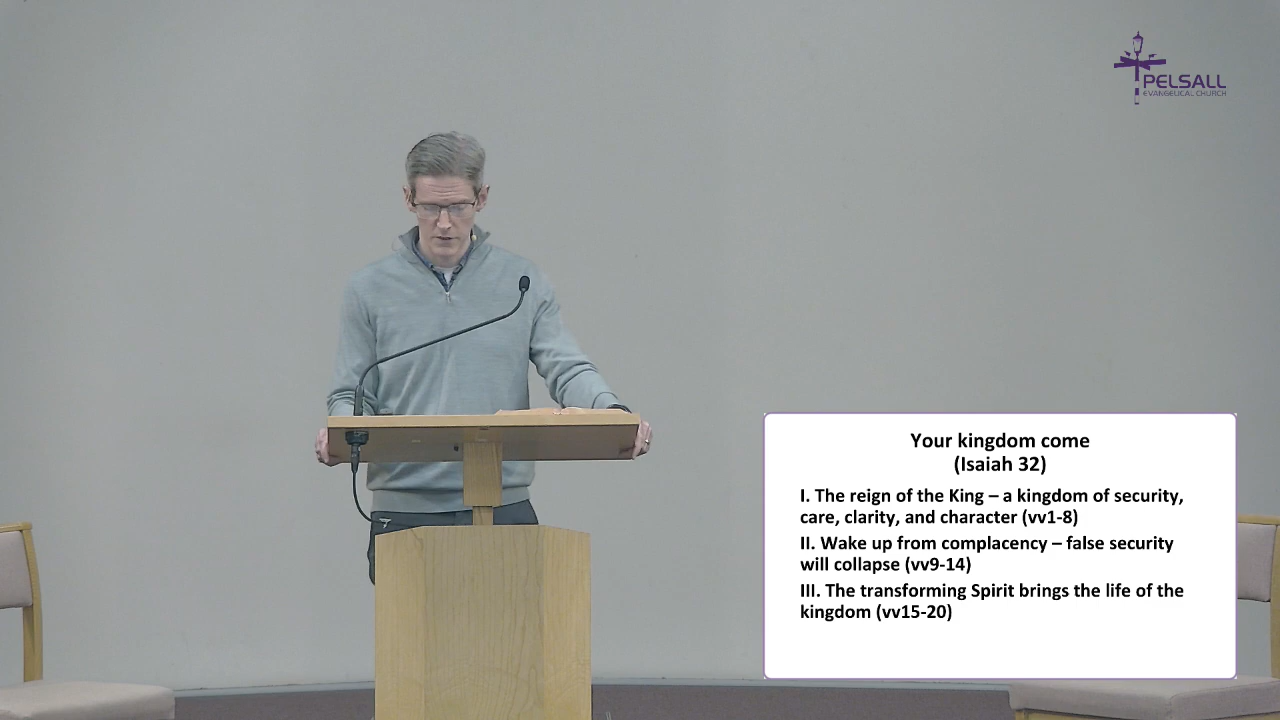 PELSALL
EVANGELICAL CHURCH
Your kingdom come
(Isaiah 32)
I. The reign of the King – a kingdom of security,
care, clarity, and character (vv1-8)
II. Wake up from complacency – false security
will collapse (vv9-14)
III. The transforming Spirit brings the life of the
kingdom (vv15-20)